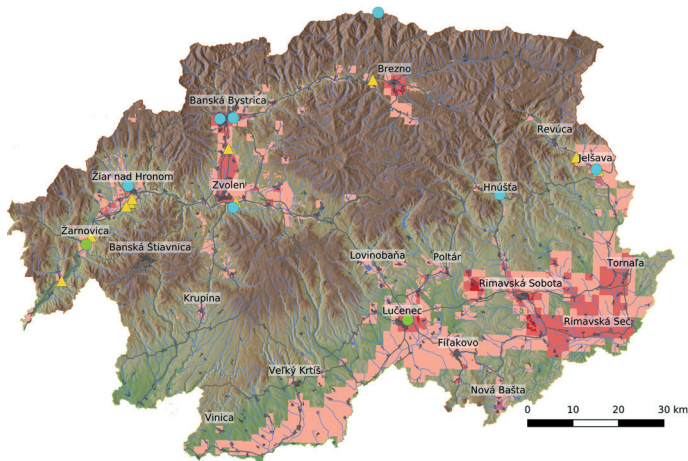 Brezno
Banská Bystrica
Revúca
Jelšava
Žiar nad Hronom
Zvolen
Hnúšťa
Žarnovica
Banská Štiavnica
Lovinobaňa
Poltár
Tornaľa
Rimavská Sobota
Krupina
Lučenec
Rimavská Seč
Fiľakovo
Veľký Krtíš
Nová Bašta
Vinica
0 10 20 30 km